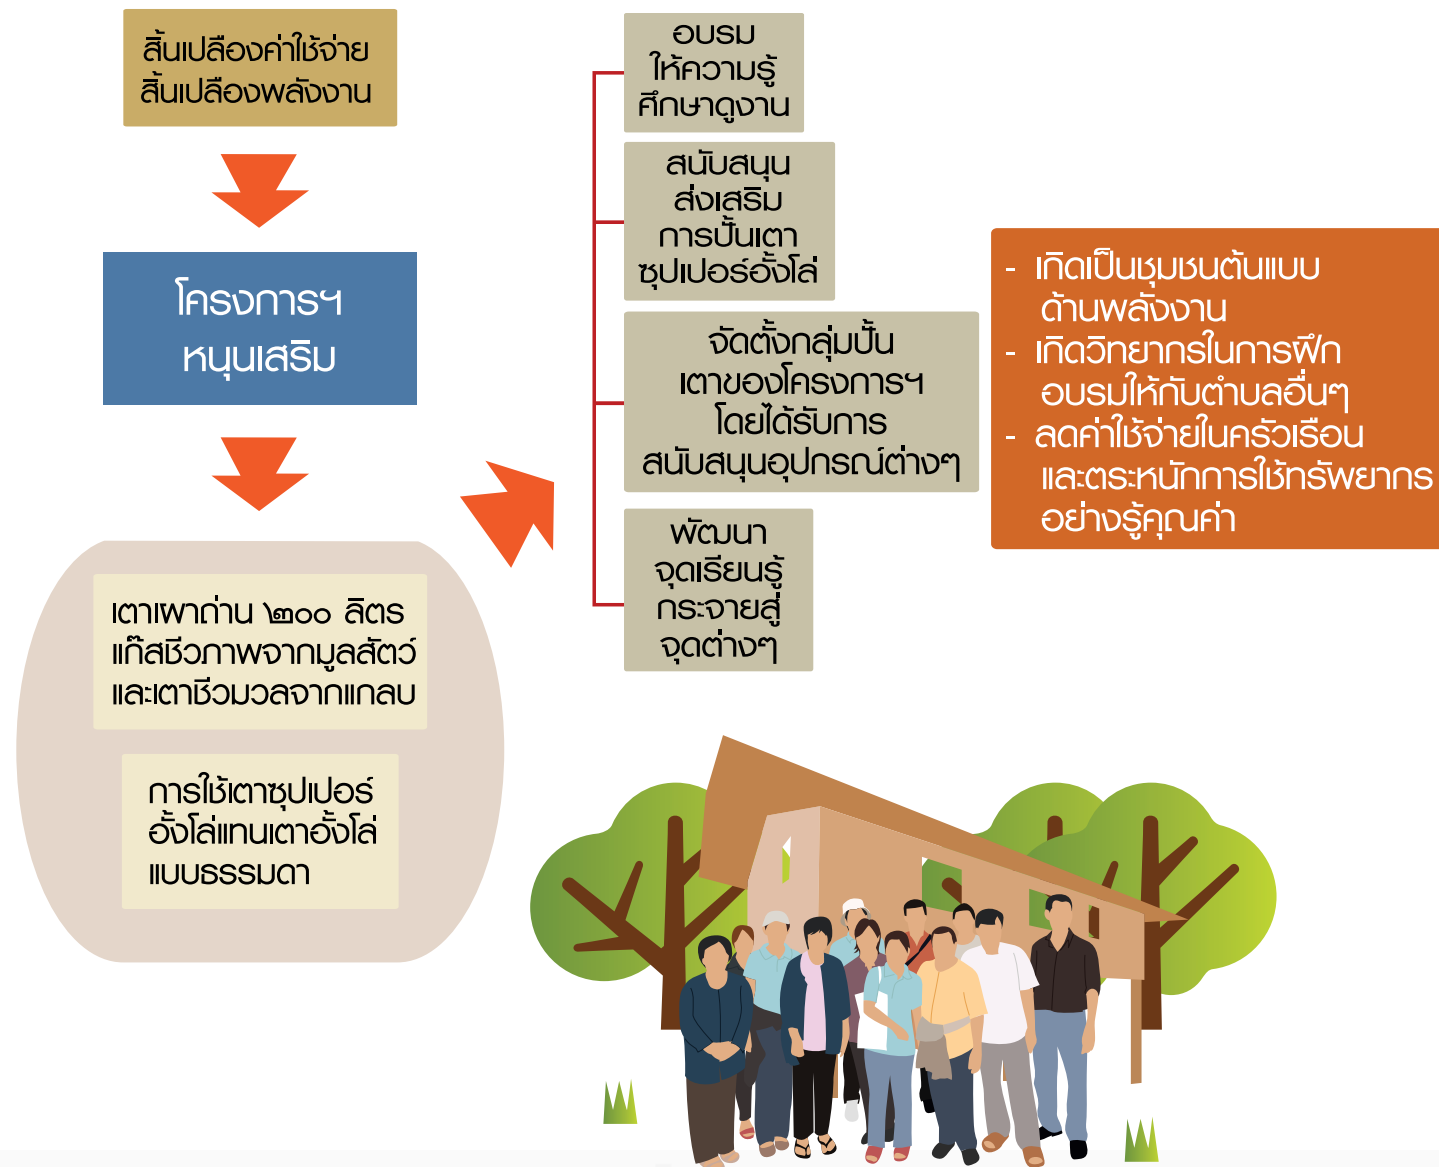 สิ้นเปลืองค่าใช้จ่าย
สิ้นเปลืองพลังงาน
โครงการฯ
หนุนเสริม
เตาเผาถ่าน ๒๐๐ ลิตร
แก๊สชีวภาพจากมูลสัตว์
และเตาชีวมวลจากแกลบ
การใช้เตาซุปเปอร์
อั้งโล่แทนเตาอั้งโล่
แบบธรรมดา
อบรม
ให้ความรู้
ศึกษาดูงาน
สนับสนุน
ส่งเสริม
การปั้นเตา
ซุปเปอร์อั้งโล่
จัดตั้งกลุ่มปั้น
เตาของโครงการฯ
โดยได้รับการ
สนับสนุนอุปกรณ์ต่างๆ
พัฒนา
จุดเรียนรู้
กระจายสู่
จุดต่างๆ
- เกิดเป็นชุมชนต้นแบบ
ด้านพลังงาน
- เกิดวิทยากรในการฝึก
อบรมให้กับตำบลอื่นๆ
- ลดค่าใช้จ่ายในครัวเรือน
และตระหนักการใช้ทรัพยากร
อย่างรู้คุณค่า